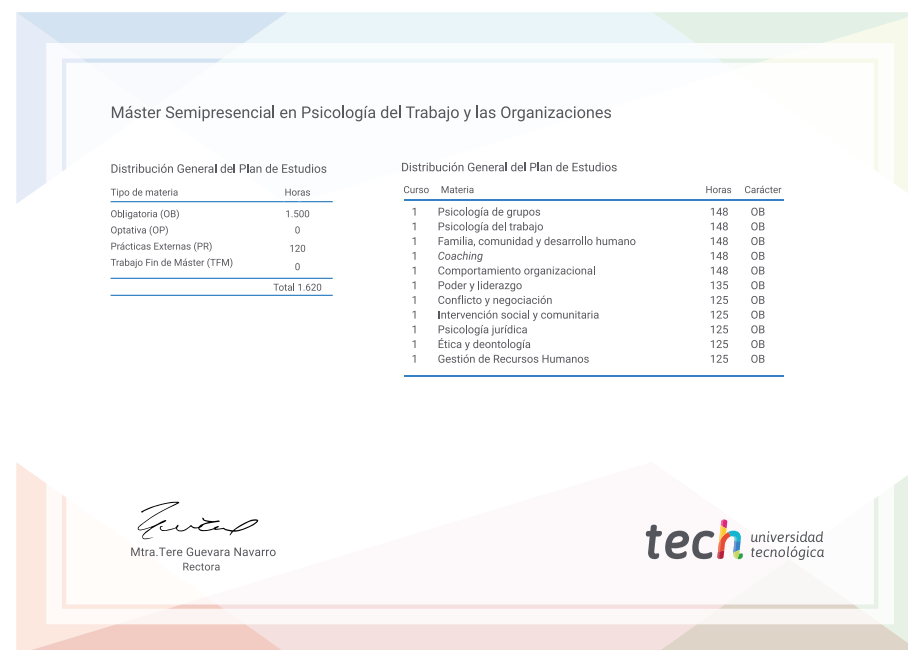 Máster Semipresencial en Psicología del Trabajo y las Organizaciones
Distribución General del Plan de Estudios
Tipo de materia Horas
Obligatoria (OB) 1.500
Optativa (OP) 0
Prácticas Externas (PR) 120
Trabajo Fin de Máster (TFM) 0
Total 1.620
Distribución General del Plan de Estudios
Curso Materia Horas Carácter
1 Psicología de grupos 148 OB
1 Psicología del trabajo 148 OB
1 Familia, comunidad y desarrollo humano 148 OB
1 Coaching 148 OB
1 Comportamiento organizacional 148 OB
1 Poder y liderazgo 135 OB
1 Conflicto y negociación 125 OB
1 Intervención social y comunitaria 125 OB
1 Psicología jurídica 125 OB
1 Ética y deontología 125 OB
1 Gestión de Recursos Humanos 125 OB
Mtra.Tere Guevara Navarro
Rectora
tech universidad
tecnológica